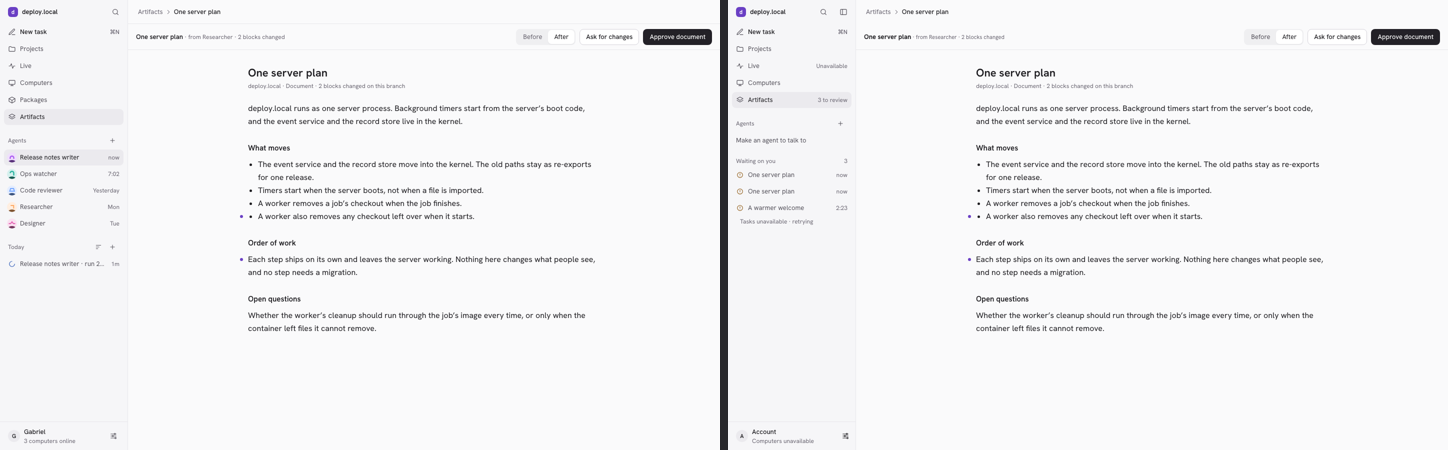 d deploy.local
New task ⌘N
Projects
Live
Computers
Packages
Artifacts
Agents +
Release notes writer now
Ops watcher 7:02
Code reviewer Yesterday
Researcher Mon
Designer Tue
Today +
Release notes writer · run 2... 1m
G Gabriel
3 computers online
Artifacts > One server plan
One server plan · from Researcher · 2 blocks changed
Before After Ask for changes Approve document
One server plan
deploy.local · Document · 2 blocks changed on this branch
deploy.local runs as one server process. Background timers start from the server’s boot code,
and the event service and the record store live in the kernel.
What moves
• The event service and the record store move into the kernel. The old paths stay as re-exports
for one release.
• Timers start when the server boots, not when a file is imported.
• A worker removes a job’s checkout when the job finishes.
• A worker also removes any checkout left over when it starts.
Order of work
Each step ships on its own and leaves the server working. Nothing here changes what people see,
and no step needs a migration.
Open questions
Whether the worker’s cleanup should run through the job’s image every time, or only when the
container left files it cannot remove.
d deploy.local
New task ⌘N
Projects
Live Unavailable
Computers
Artifacts 3 to review
Agents +
Make an agent to talk to
Waiting on you 3
One server plan now
One server plan now
A warmer welcome 2:23
Tasks unavailable · retrying
A Account
Computers unavailable
Artifacts > One server plan
One server plan · from Researcher · 2 blocks changed
Before After Ask for changes Approve document
One server plan
deploy.local · Document · 2 blocks changed on this branch
deploy.local runs as one server process. Background timers start from the server’s boot code,
and the event service and the record store live in the kernel.
What moves
• The event service and the record store move into the kernel. The old paths stay as re-exports
for one release.
• Timers start when the server boots, not when a file is imported.
• A worker removes a job’s checkout when the job finishes.
• A worker also removes any checkout left over when it starts.
Order of work
Each step ships on its own and leaves the server working. Nothing here changes what people see,
and no step needs a migration.
Open questions
Whether the worker’s cleanup should run through the job’s image every time, or only when the
container left files it cannot remove.